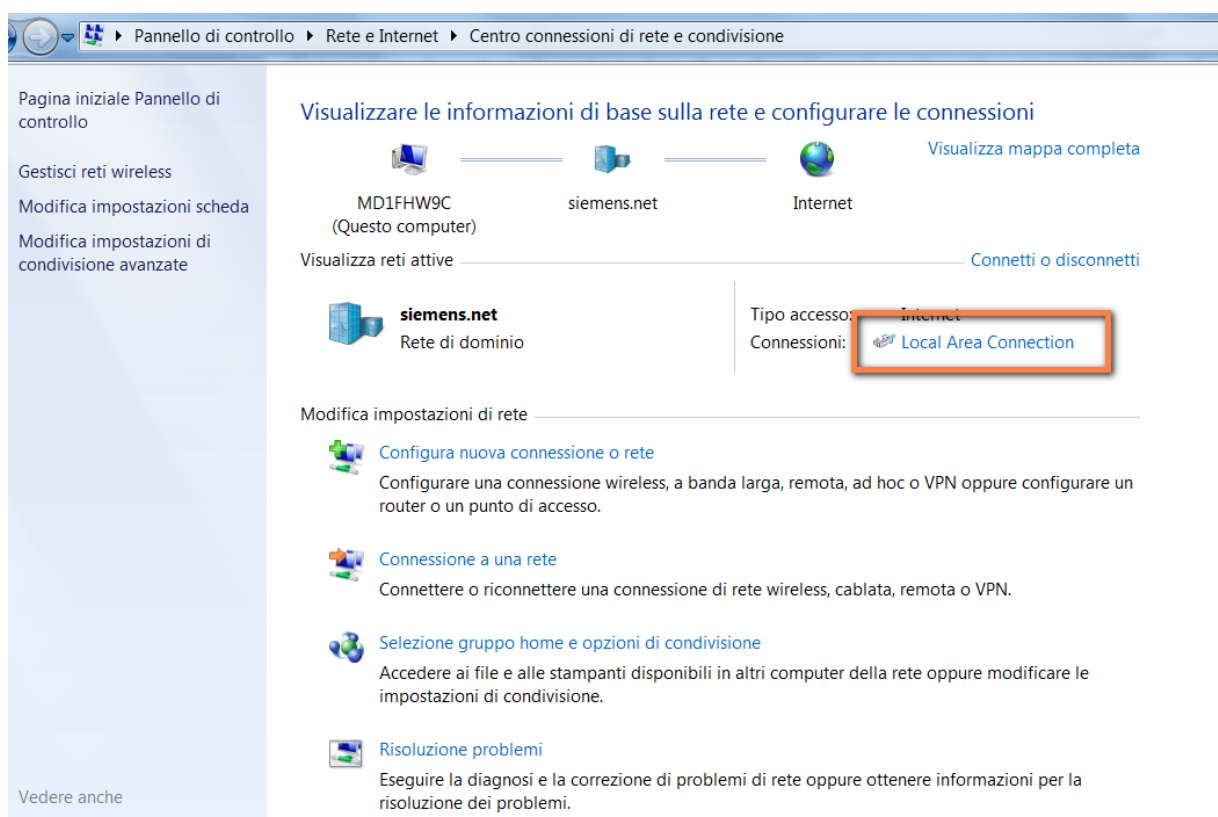 Pannello di controllo ▸ Rete e Internet ▸ Centro connessioni di rete e condivisione
Pagina iniziale Pannello di
controllo
Gestisci reti wireless
Modifica impostazioni scheda
Modifica impostazioni di
condivisione avanzate
Vedere anche
Visualizzare le informazioni di base sulla rete e configurare le connessioni
Visualizza mappa completa
MD1FHW9C siemens.net Internet
(Questo computer)
Visualizza reti attive Connetti o disconnetti
siemens.net Tipo accesso: Internet
Rete di dominio Connessioni: Local Area Connection
Modifica impostazioni di rete
Configura nuova connessione o rete
Configurare una connessione wireless, a banda larga, remota, ad hoc o VPN oppure configurare un
router o un punto di accesso.
Connessione a una rete
Connettere o riconnettere una connessione di rete wireless, cablata, remota o VPN.
Selezione gruppo home e opzioni di condivisione
Accedere ai file e alle stampanti disponibili in altri computer della rete oppure modificare le
impostazioni di condivisione.
Risoluzione problemi
Eseguire la diagnosi e la correzione di problemi di rete oppure ottenere informazioni per la
risoluzione dei problemi.